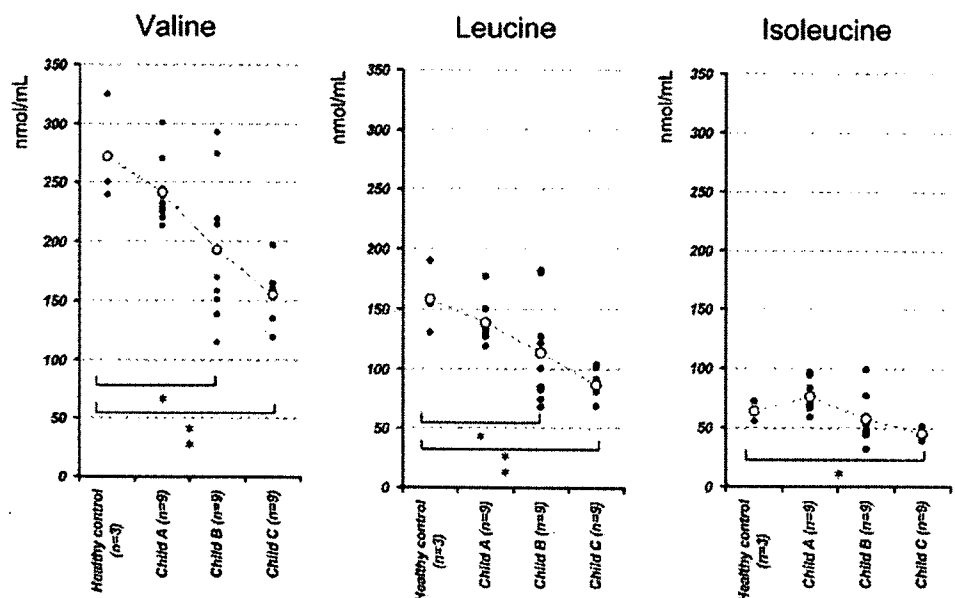 Valine
nmol/mL
350
300
250
200
150
100
50
0
*
*
*
Healthy control (n=3)
Child A (n=9)
Child B (n=9)
Child C (n=9)
Leucine
nmol/mL
350
300
250
200
150
100
50
0
*
*
*
Healthy control (n=3)
Child A (n=9)
Child B (n=9)
Child C (n=9)
Isoleucine
nmol/mL
350
300
250
200
150
100
50
0
*
Healthy control (n=3)
Child A (n=9)
Child B (n=9)
Child C (n=9)